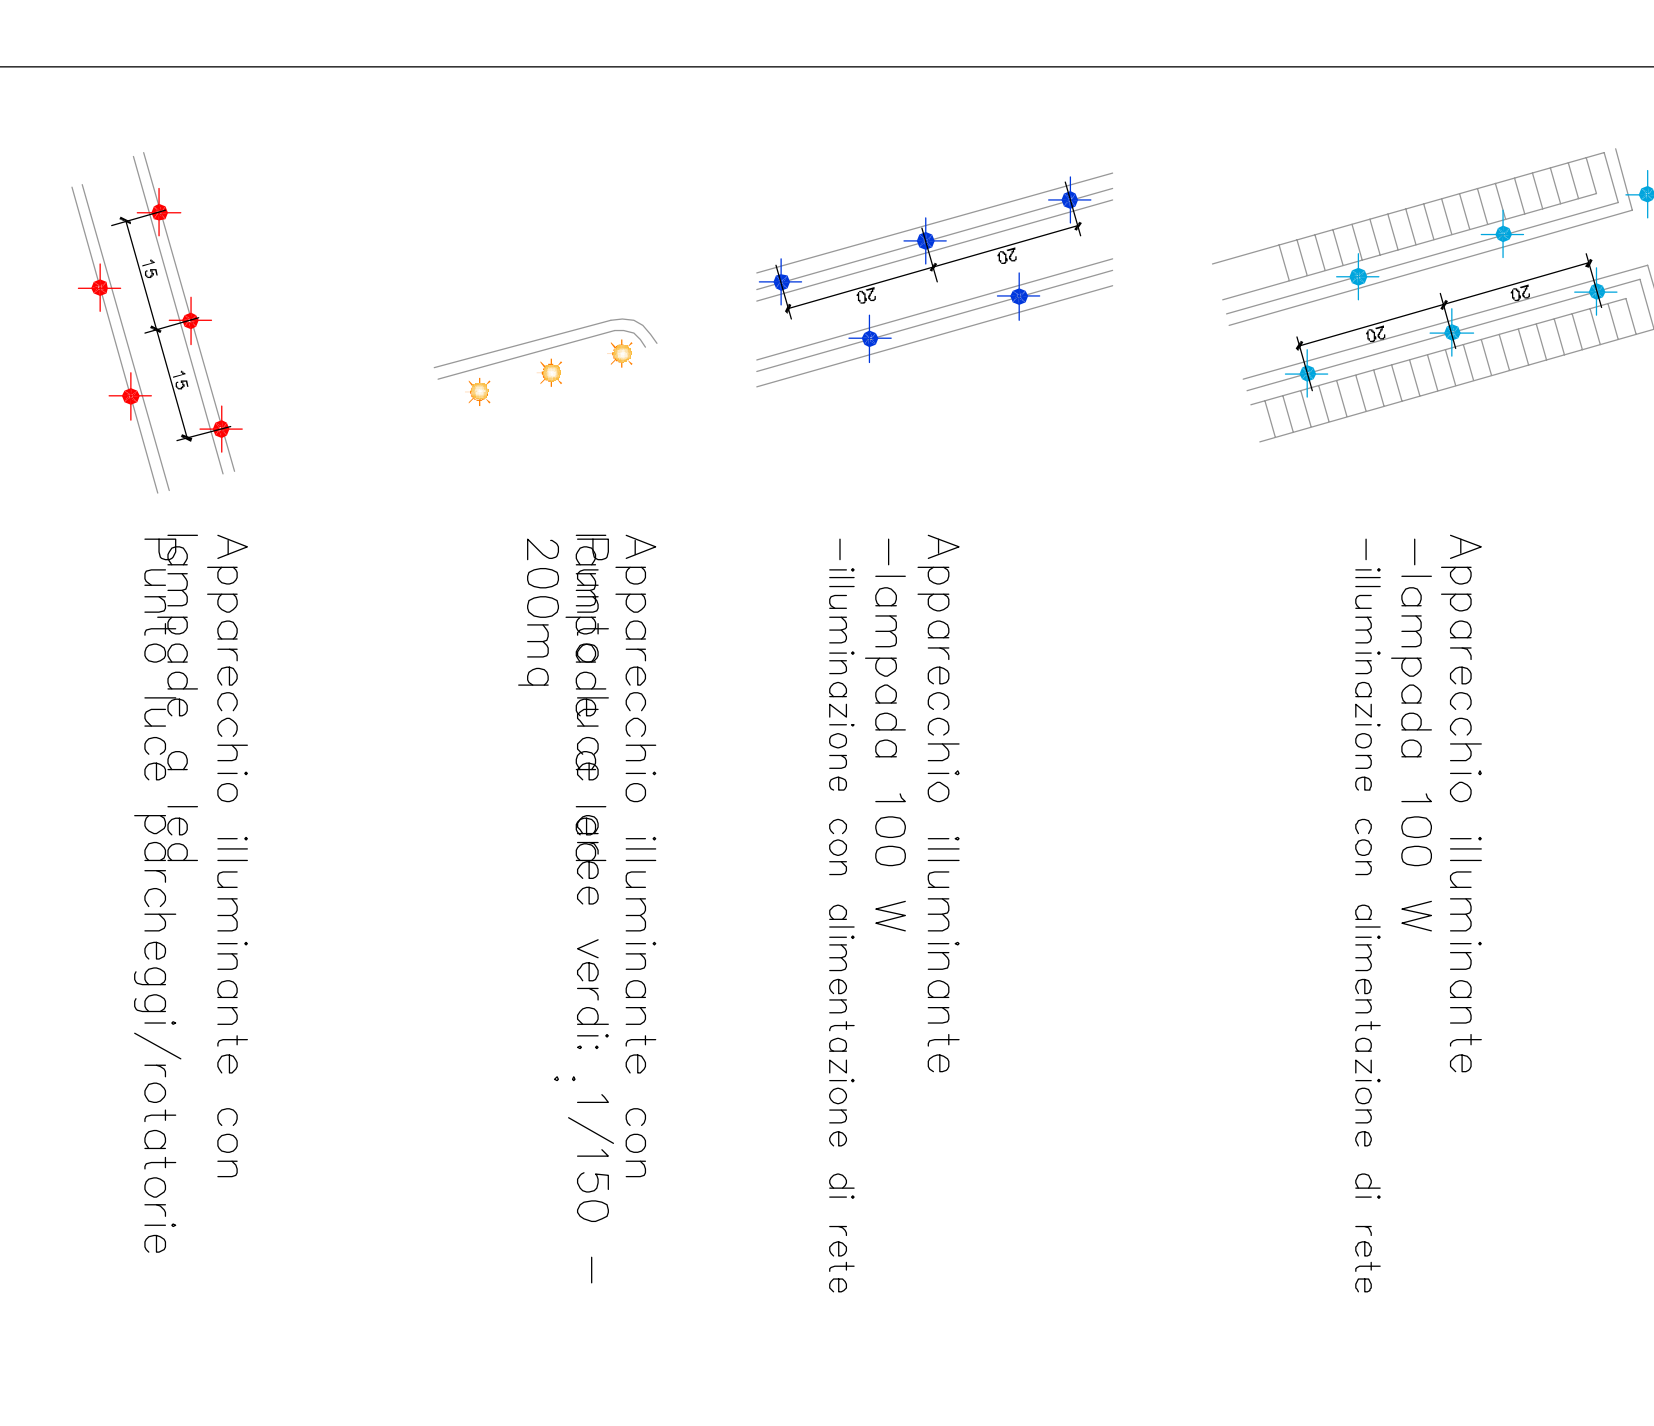 Apparecchio illuminante
-lampada 100 W
-illuminazione con alimentazione di rete
Apparecchio illuminante
-lampada 100 W
-illuminazione con alimentazione di rete
Apparecchio illuminante con
lampade a led
Punto luce aree verdi: 1/150 -
200mq
Apparecchio illuminante con
lampade a led
Punto luce parcheggi/rotatorie
15
15
20
20
20
20